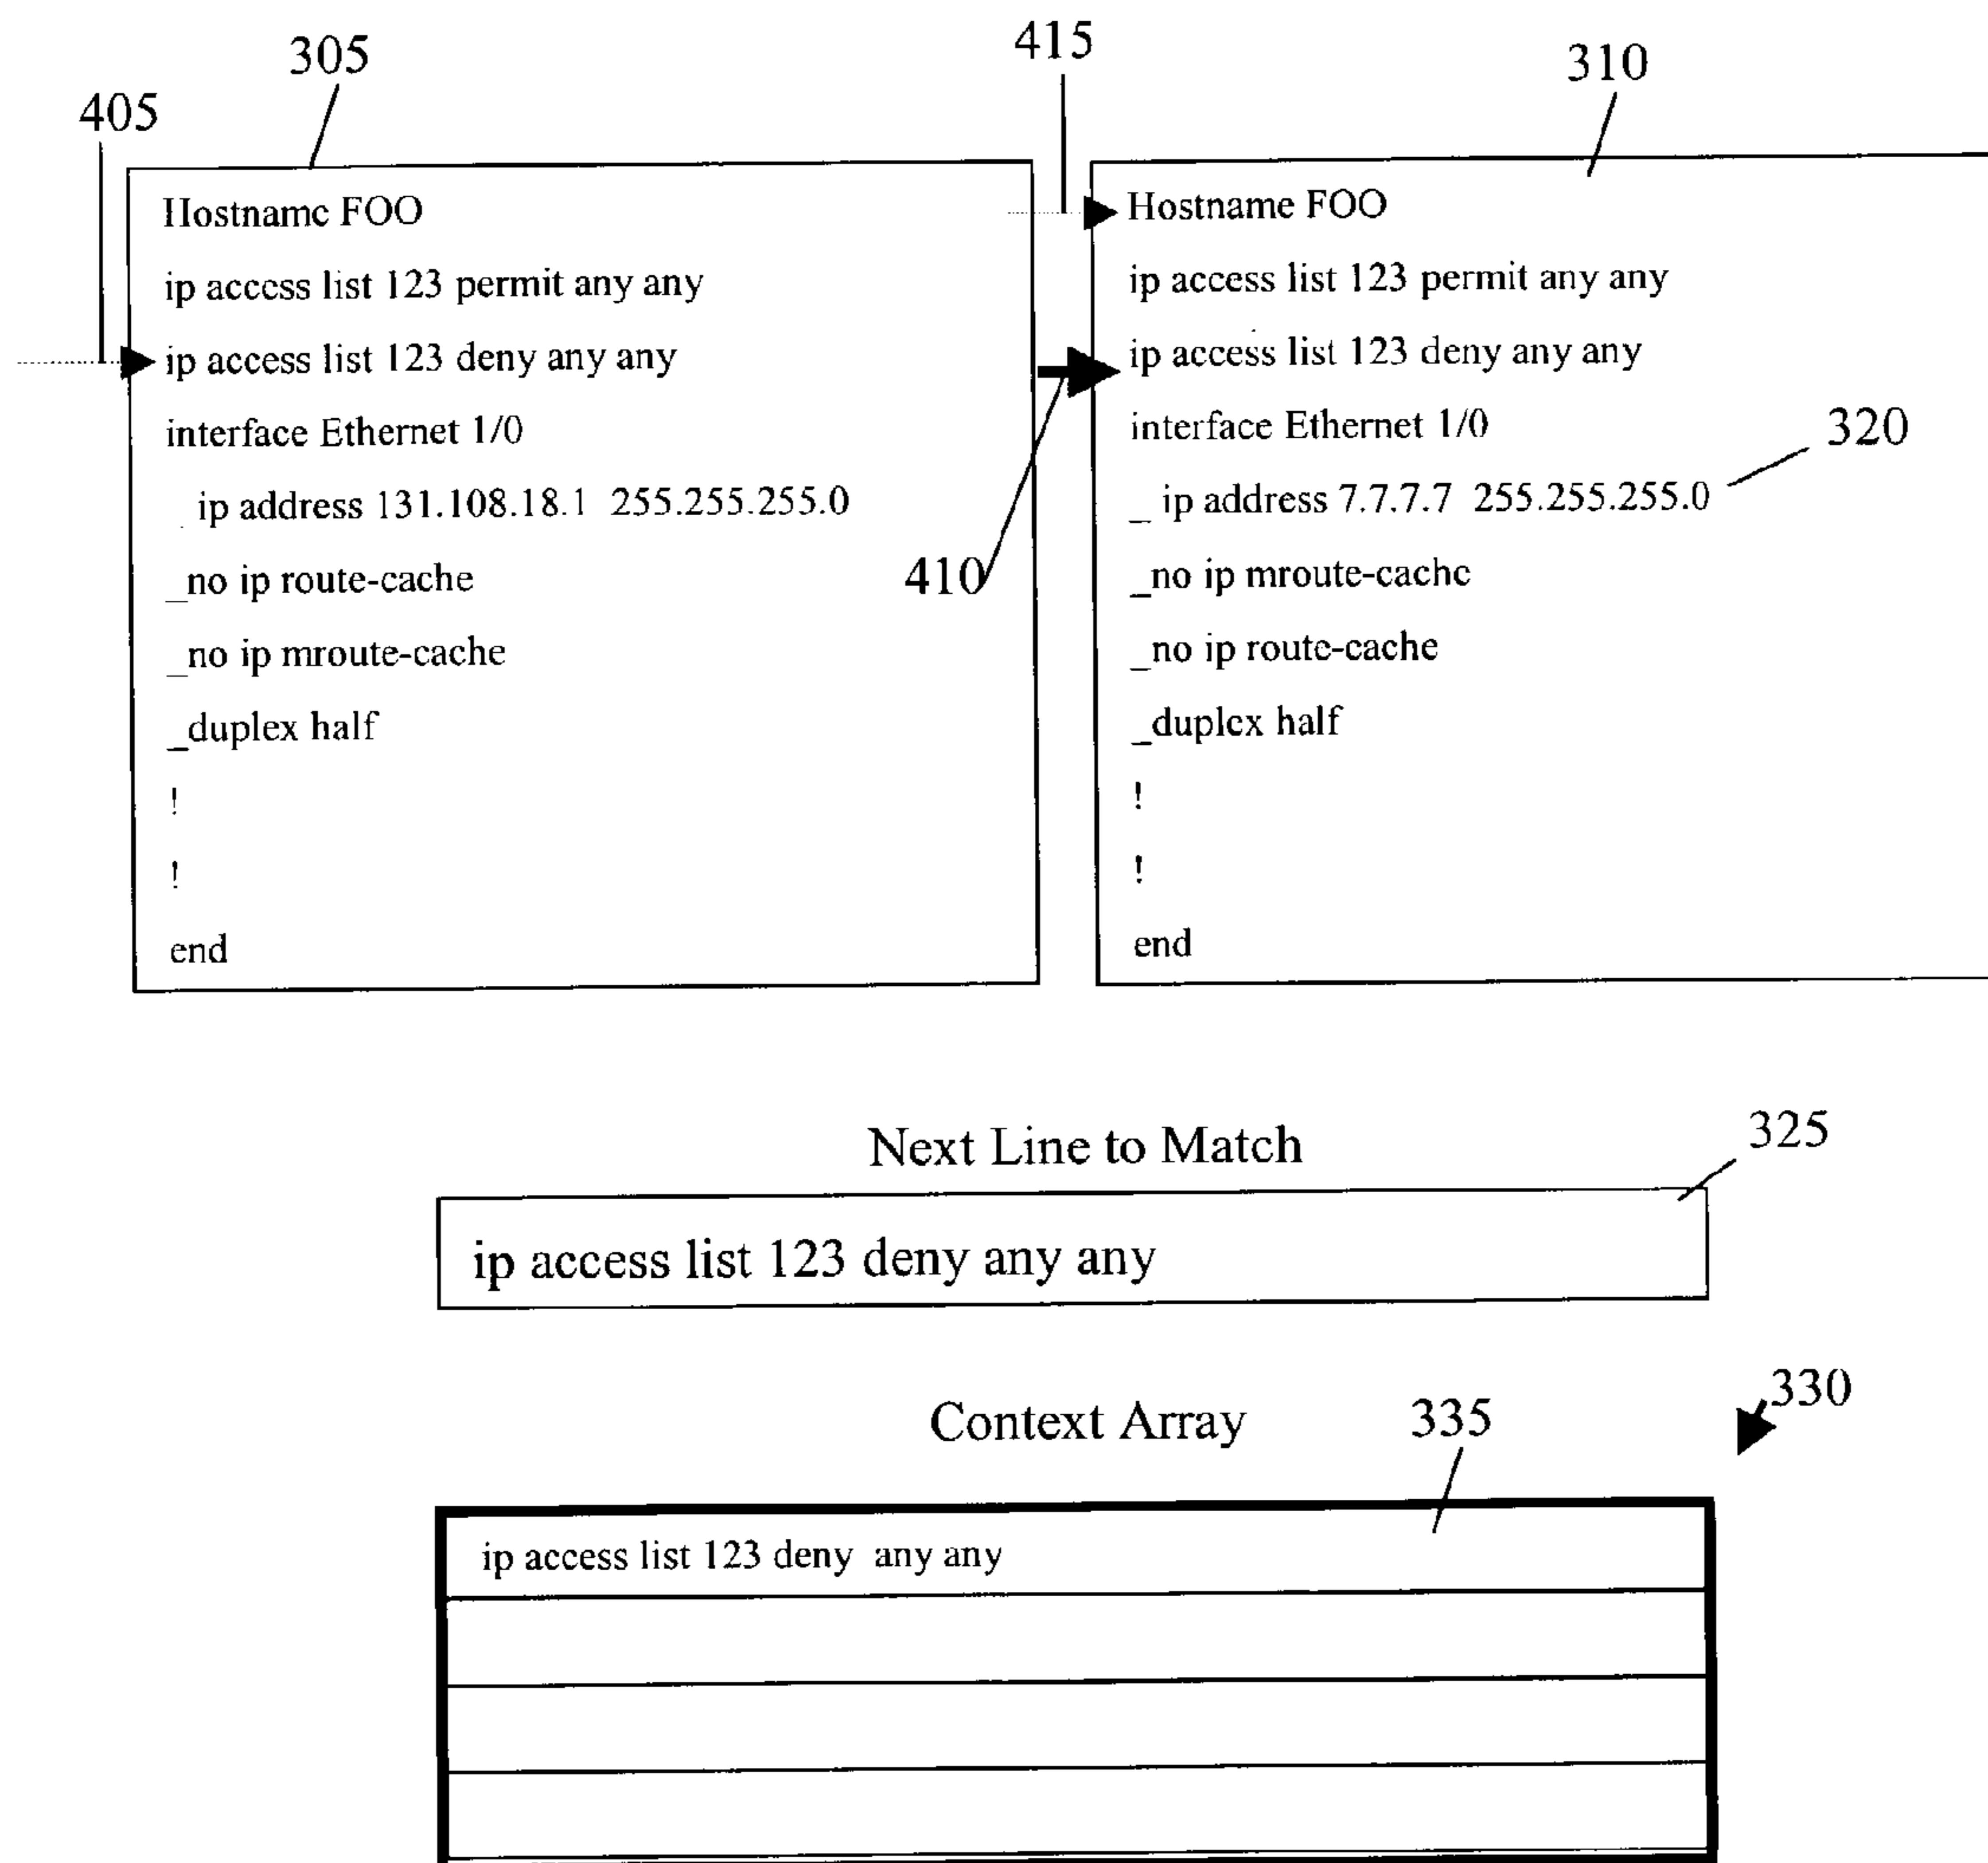 305
415
310
405
Hostname FOO
ip access list 123 permit any any
ip access list 123 deny any any
interface Ethernet 1/0
ip address 131.108.18.1 255.255.255.0
_no ip route-cache
_no ip mroute-cache
_duplex half
!
!
end
410
Hostname FOO
ip access list 123 permit any any
ip access list 123 deny any any
interface Ethernet 1/0
_ ip address 7.7.7.7 255.255.255.0
_no ip mroute-cache
_no ip route-cache
_duplex half
!
!
end
320
Next Line to Match
325
ip access list 123 deny any any
Context Array
335
330
ip access list 123 deny any any